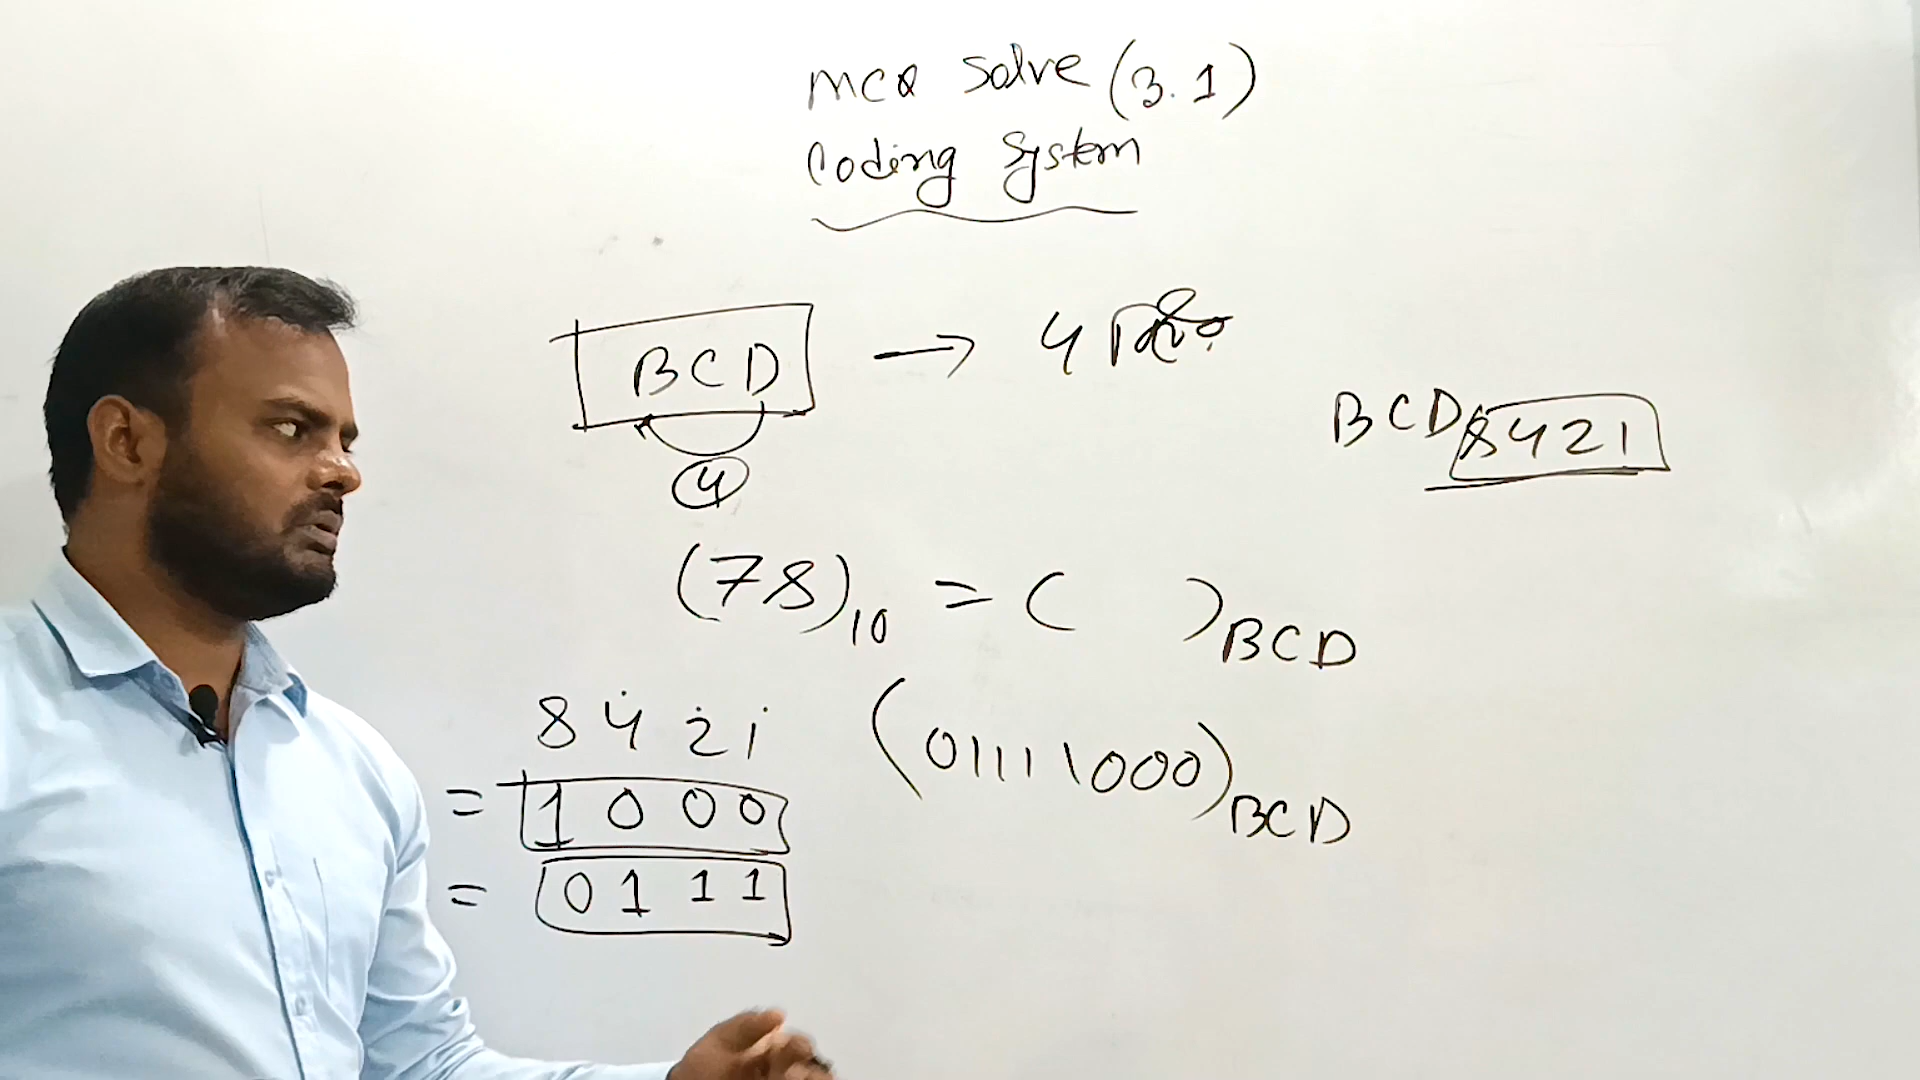 MCQ Solve (3.1)
Coding System
BCD → 4 বিট
4
BCD 8421
(78)10 = ( )BCD
8 4 2 1
= 1 0 0 0
= 0 1 1 1
(01111000)BCD